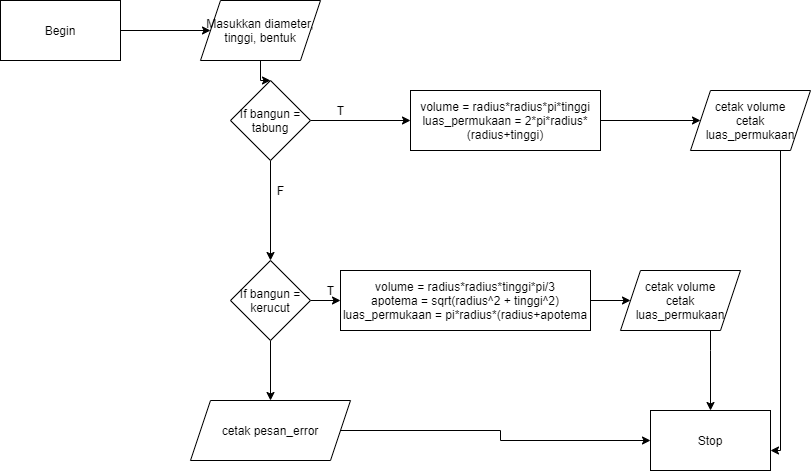 Begin
Masukkan diameter,
tinggi, bentuk
If bangun =
tabung
T
volume = radius*radius*pi*tinggi
luas_permukaan = 2*pi*radius*
(radius+tinggi)
cetak volume
cetak
luas_permukaan
F
If bangun =
kerucut
T
volume = radius*radius*tinggi*pi/3
apotema = sqrt(radius^2 + tinggi^2)
luas_permukaan = pi*radius*(radius+apotema
cetak volume
cetak
luas_permukaan
cetak pesan_error
Stop